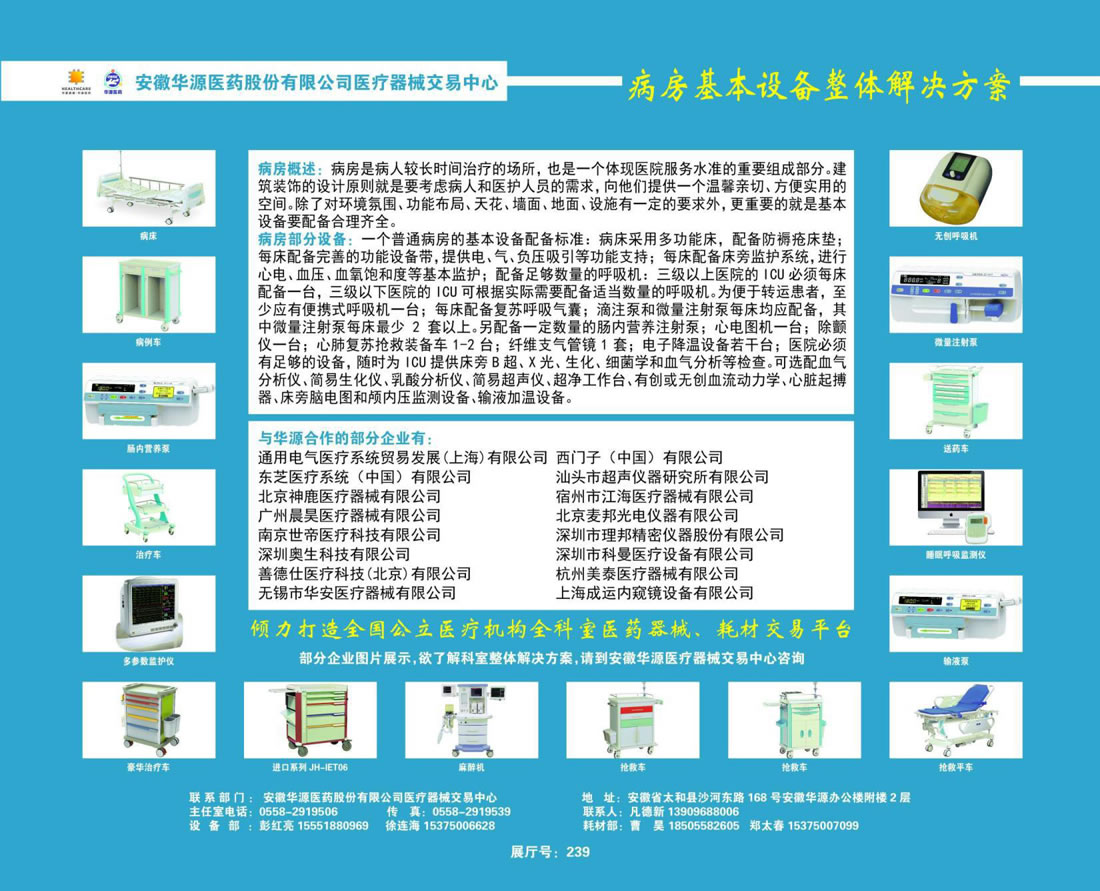 HEALTHCARE
华源医药
安徽华源医药股份有限公司医疗器械交易中心
病房基本设备整体解决方案
病房概述：病房是病人较长时间治疗的场所，也是一个体现医院服务水准的重要组成部分。建
筑装饰的设计原则就是要考虑病人和医护人员的需求，向他们提供一个温馨亲切、方便实用的
空间。除了对环境氛围、功能布局、天花、墙面、地面、设施有一定的要求外，更重要的就是基本
设备要配备合理齐全。
病房部分设备：一个普通病房的基本设备配备标准：病床采用多功能床，配备防褥疮床垫；
每床配备完善的功能设备带，提供电、气、负压吸引等功能支持；每床配备床旁监护系统，进行
心电、血压、血氧饱和度等基本监护；配备足够数量的呼吸机：三级以上医院的ICU必须每床
配备一台，三级以下医院的ICU可根据实际需要配备适当数量的呼吸机。为便于转运患者，至
少应有便携式呼吸机一台；每床配备复苏呼吸气囊；滴注泵和微量注射泵每床均应配备，其
中微量注射泵每床最少 2 套以上。另配备一定数量的肠内营养注射泵；心电图机一台；除颤
仪一台；心肺复苏抢救装备车1-2台；纤维支气管镜1套；电子降温设备若干台；医院必须
有足够的设备，随时为ICU提供床旁B超、X光、生化、细菌学和血气分析等检查。可选配血气
分析仪、简易生化仪、乳酸分析仪、简易超声仪、超净工作台、有创或无创血流动力学、心脏起搏
器、床旁脑电图和颅内压监测设备、输液加温设备。
与华源合作的部分企业有：
通用电气医疗系统贸易发展（上海）有限公司 西门子（中国）有限公司
东芝医疗系统（中国）有限公司 汕头市超声仪器研究所有限公司
北京神鹿医疗器械有限公司 宿州市江海医疗器械有限公司
广州晨昊医疗器械有限公司 北京麦邦光电仪器有限公司
南京世帝医疗科技有限公司 深圳市理邦精密仪器股份有限公司
深圳奥生科技有限公司 深圳市科曼医疗设备有限公司
善德仕医疗科技（北京）有限公司 杭州美泰医疗器械有限公司
无锡市华安医疗器械有限公司 上海成运内窥镜设备有限公司
倾力打造全国公立医疗机构全科室医药器械、耗材交易平台
部分企业图片展示，欲了解科室整体解决方案，请到安徽华源医疗器械交易中心咨询
病床
病例车
肠内营养泵
治疗车
多参数监护仪
无创呼吸机
微量注射泵
送药车
睡眠呼吸监测仪
输液泵
豪华治疗车 进口系列 JH-IET06 麻醉机 抢救车 抢救车 抢救平车
联系部门：安徽华源医药股份有限公司医疗器械交易中心
主任室电话：0558-2919506 传 真：0558-2919539
设 备 部：彭红亮 15551880969 徐连海 15375006628
地 址：安徽省太和县沙河东路 168 号安徽华源办公楼附楼 2 层
联系人：凡德新 13909688006
耗材部：曹 昊 18505582605 郑太春 15375007099
展厅号：239